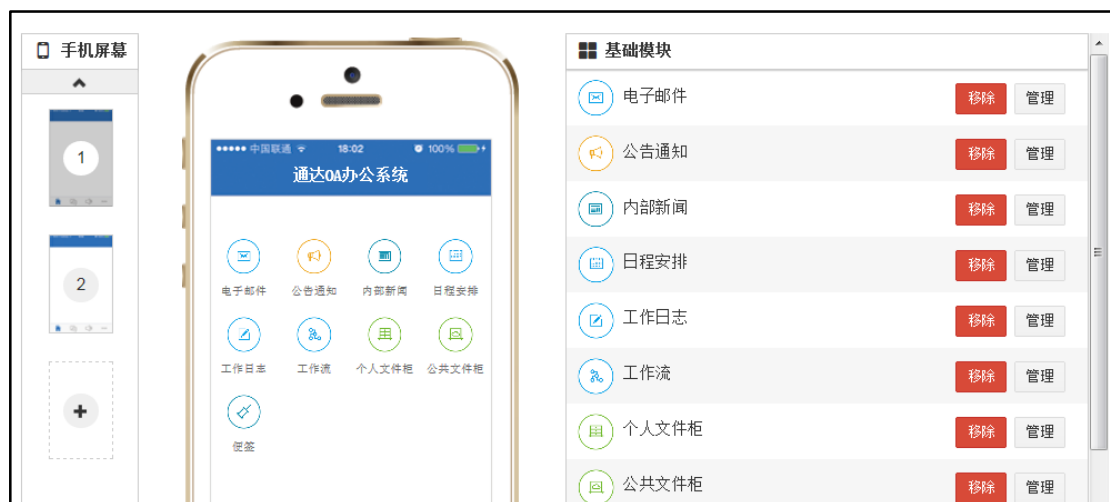 手机屏幕
1
2
中国联通 18:02 100%
通达OA办公系统
电子邮件 公告通知 内部新闻 日程安排
工作日志 工作流 个人文件柜 公共文件柜
便签
基础模块
电子邮件 移除 管理
公告通知 移除 管理
内部新闻 移除 管理
日程安排 移除 管理
工作日志 移除 管理
工作流 移除 管理
个人文件柜 移除 管理
公共文件柜 移除 管理